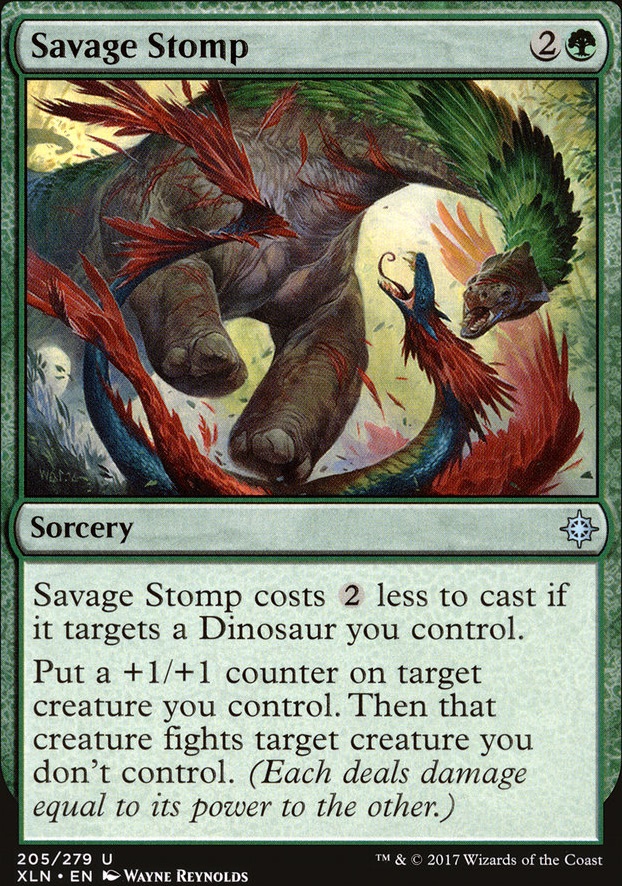 Savage Stomp 2
Sorcery
Savage Stomp costs 2 less to cast if
it targets a Dinosaur you control.
Put a +1/+1 counter on target
creature you control. Then that
creature fights target creature you
don't control. (Each deals damage
equal to its power to the other.)
205/279 U
XLN • EN WAYNE REYNOLDS
™ & © 2017 Wizards of the Coast